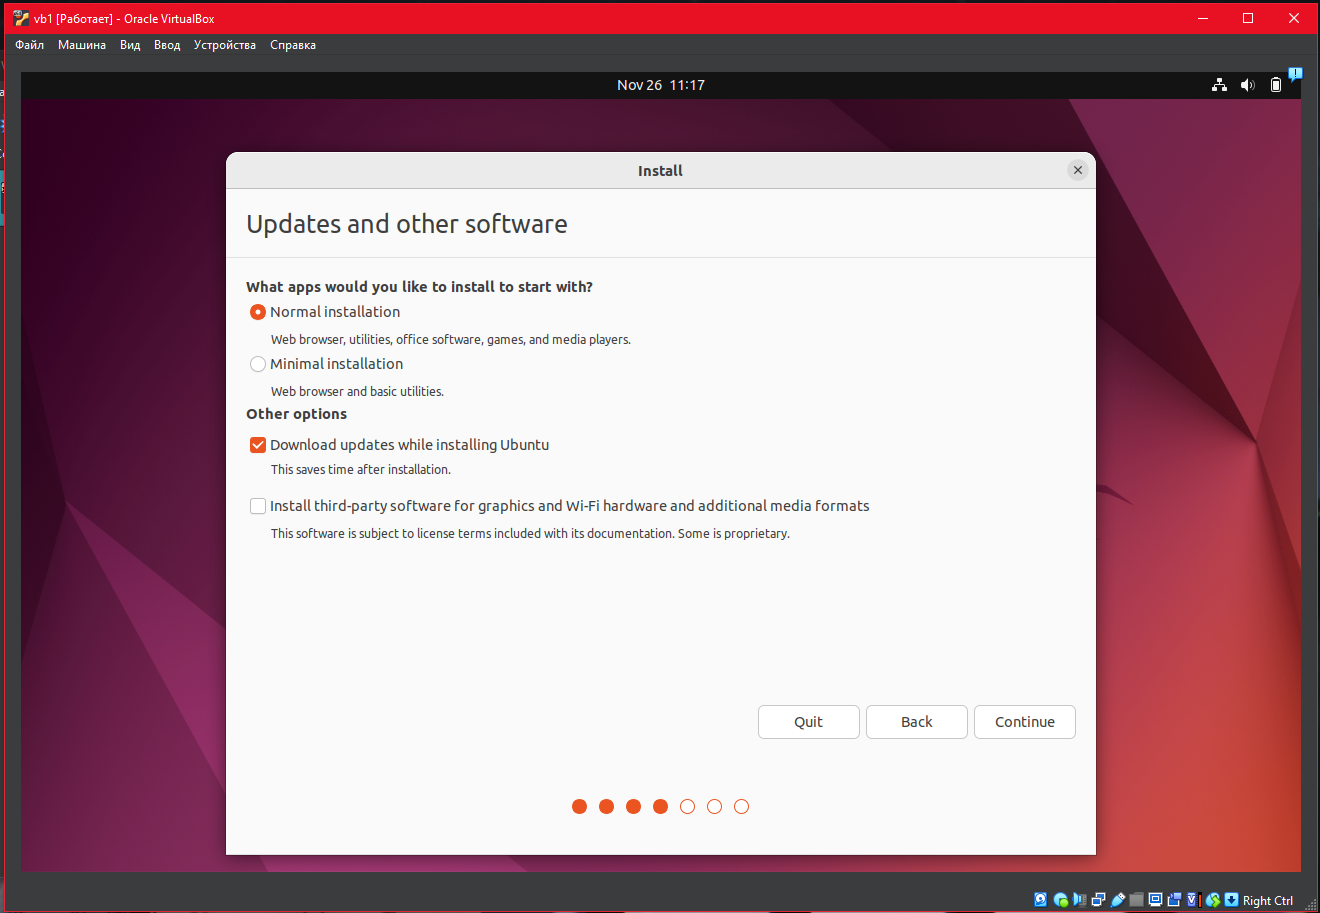 vb1 [Работает] - Oracle VirtualBox
Файл Машина Вид Ввод Устройства Справка
Nov 26 11:17
Install
Updates and other software
What apps would you like to install to start with?
Normal installation
Web browser, utilities, office software, games, and media players.
Minimal installation
Web browser and basic utilities.
Other options
Download updates while installing Ubuntu
This saves time after installation.
Install third-party software for graphics and Wi-Fi hardware and additional media formats
This software is subject to license terms included with its documentation. Some is proprietary.
Quit Back Continue
Right Ctrl